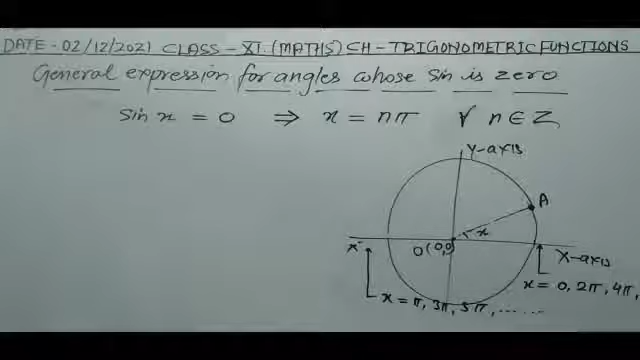 DATE - 02/12/2021 CLASS - XI (MATHS) CH - TRIGONOMETRIC FUNCTIONS
General expression for angles whose Sin is zero
Sin x = 0 ⇒ x = nπ ∀ n ∈ Z
Y-axis
A
x
O(0,0)
X-axis
x = 0, 2π, 4π,
x = π, 3π, 5π, ......